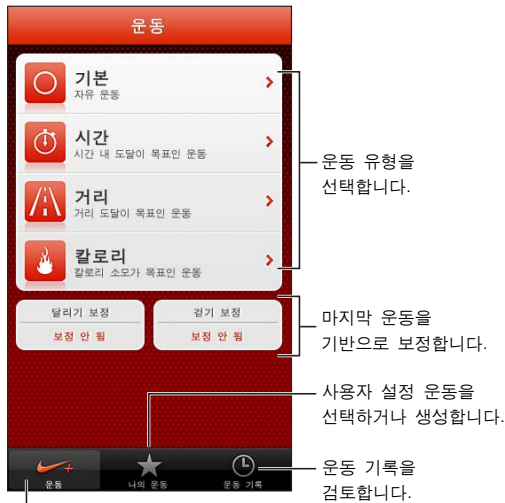 운동
기본
자유 운동
시간
시간 내 도달이 목표인 운동
거리
거리 도달이 목표인 운동
칼로리
칼로리 소모가 목표인 운동
운동 유형을
선택합니다.
달리기 보정
보정 안 됨
걷기 보정
보정 안 됨
마지막 운동을
기반으로 보정합니다.
사용자 설정 운동을
선택하거나 생성합니다.
운동
나의 운동
운동 기록
운동 기록을
검토합니다.